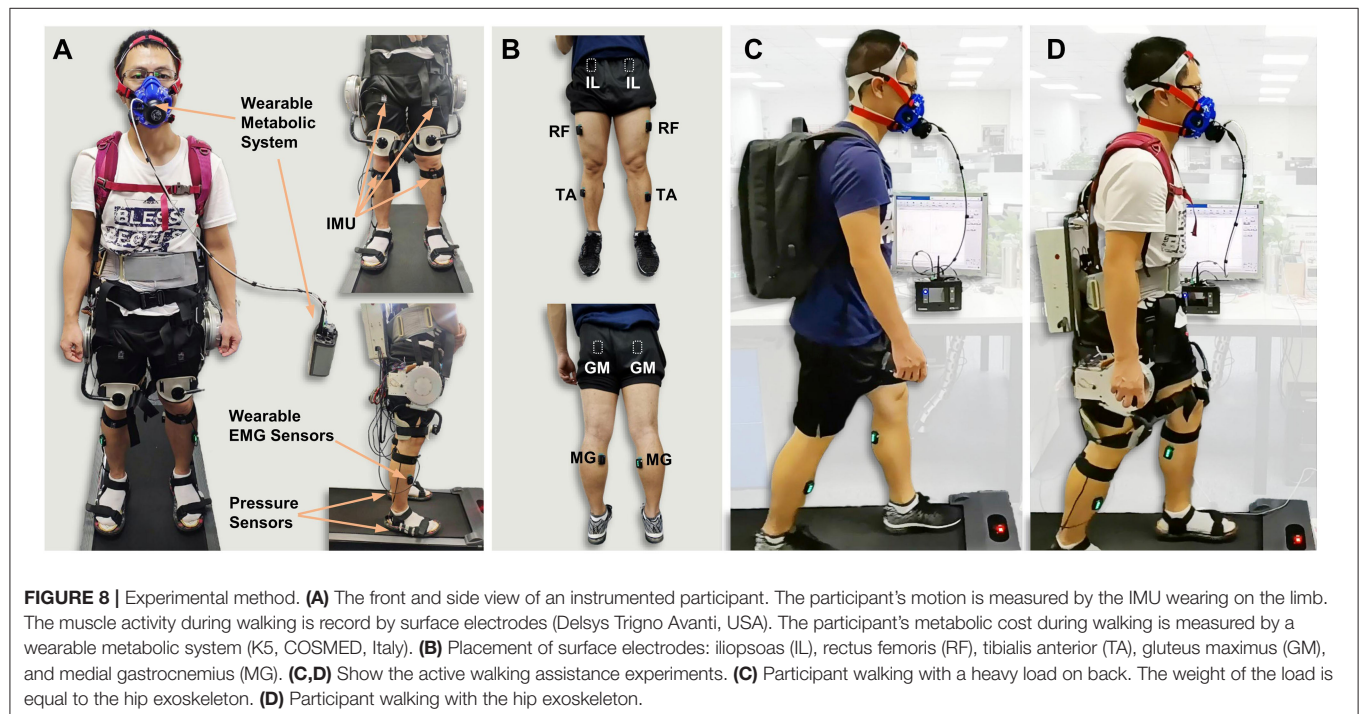 A
Wearable
Metabolic
System
BLESS
IMU
Wearable
EMG Sensors
Pressure
Sensors
B
IL IL
RF RF
TA TA
GM GM
MG MG
C
D
FIGURE 8 | Experimental method. (A) The front and side view of an instrumented participant. The participant's motion is measured by the IMU wearing on the limb.
The muscle activity during walking is record by surface electrodes (Delsys Trigno Avanti, USA). The participant's metabolic cost during walking is measured by a
wearable metabolic system (K5, COSMED, Italy). (B) Placement of surface electrodes: iliopsoas (IL), rectus femoris (RF), tibialis anterior (TA), gluteus maximus (GM),
and medial gastrocnemius (MG). (C,D) Show the active walking assistance experiments. (C) Participant walking with a heavy load on back. The weight of the load is
equal to the hip exoskeleton. (D) Participant walking with the hip exoskeleton.